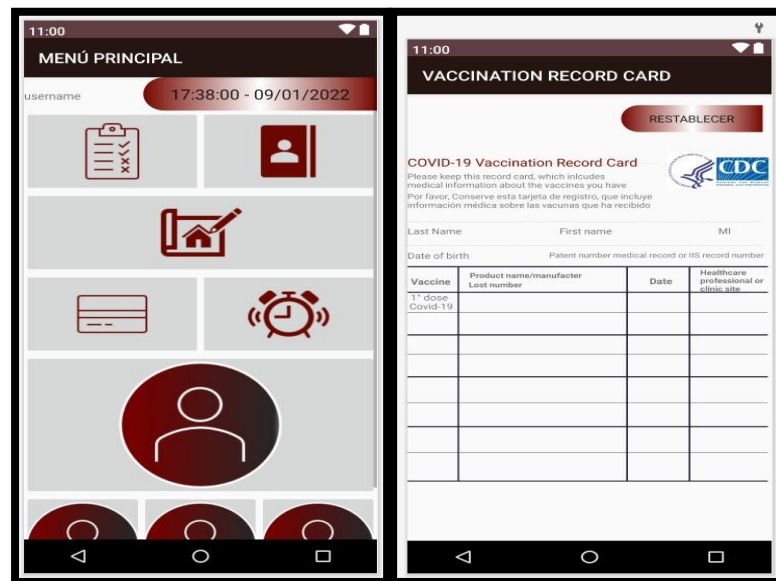 11:00
MENÚ PRINCIPAL
username
17:38:00 - 09/01/2022
11:00
VACCINATION RECORD CARD
RESTABLECER
COVID-19 Vaccination Record Card
Please keep this record card, which inlcudes
medical information about the vaccines you have
Por favor, Conserve esta tarjeta de registro, que incluye
información médica sobre las vacunas que ha recibido
CDC
Last Name First name MI
Date of birth Patent number medical record or IIS record number
Vaccine
Product name/manufacter
Lost number
Date
Healthcare
professional or
clinic site
1° dose
Covid-19